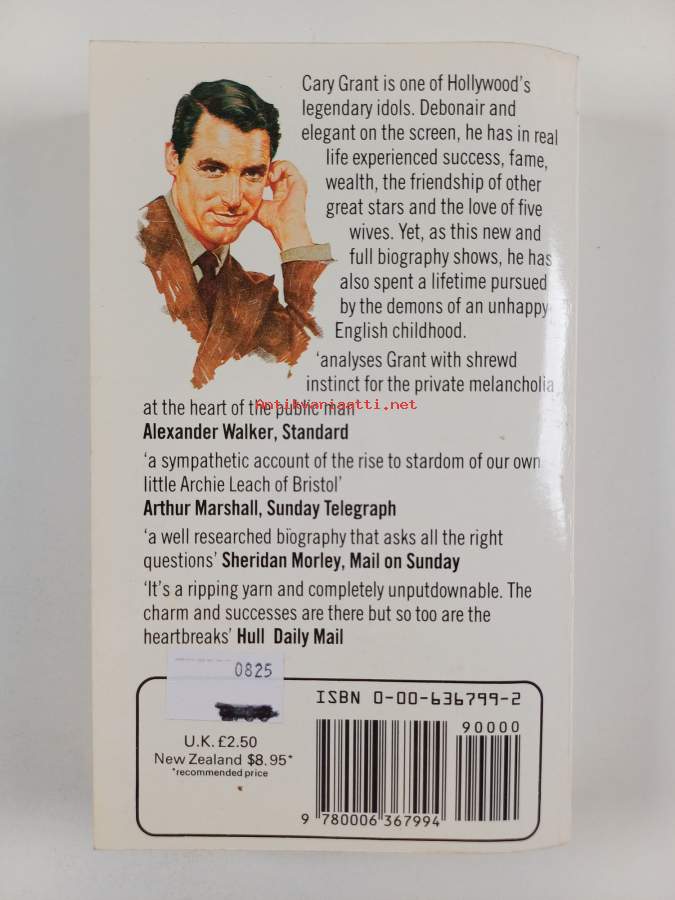 Cary Grant is one of Hollywood's
legendary idols. Debonair and
elegant on the screen, he has in real
life experienced success, fame,
wealth, the friendship of other
great stars and the love of five
wives. Yet, as this new and
full biography shows, he has
also spent a lifetime pursued
by the demons of an unhappy
English childhood.
'analyses Grant with shrewd
instinct for the private melancholia
at the heart of the public man'
Antikvariaatti.net
Alexander Walker, Standard
'a sympathetic account of the rise to stardom of our own
little Archie Leach of Bristol'
Arthur Marshall, Sunday Telegraph
'a well researched biography that asks all the right
questions' Sheridan Morley, Mail on Sunday
'It's a ripping yarn and completely unputdownable. The
charm and successes are there but so too are the
heartbreaks' Hull Daily Mail
0825
U.K. £2.50
New Zealand $8.95*
*recommended price
ISBN 0-00-636799-2
90000
9 780006 367994